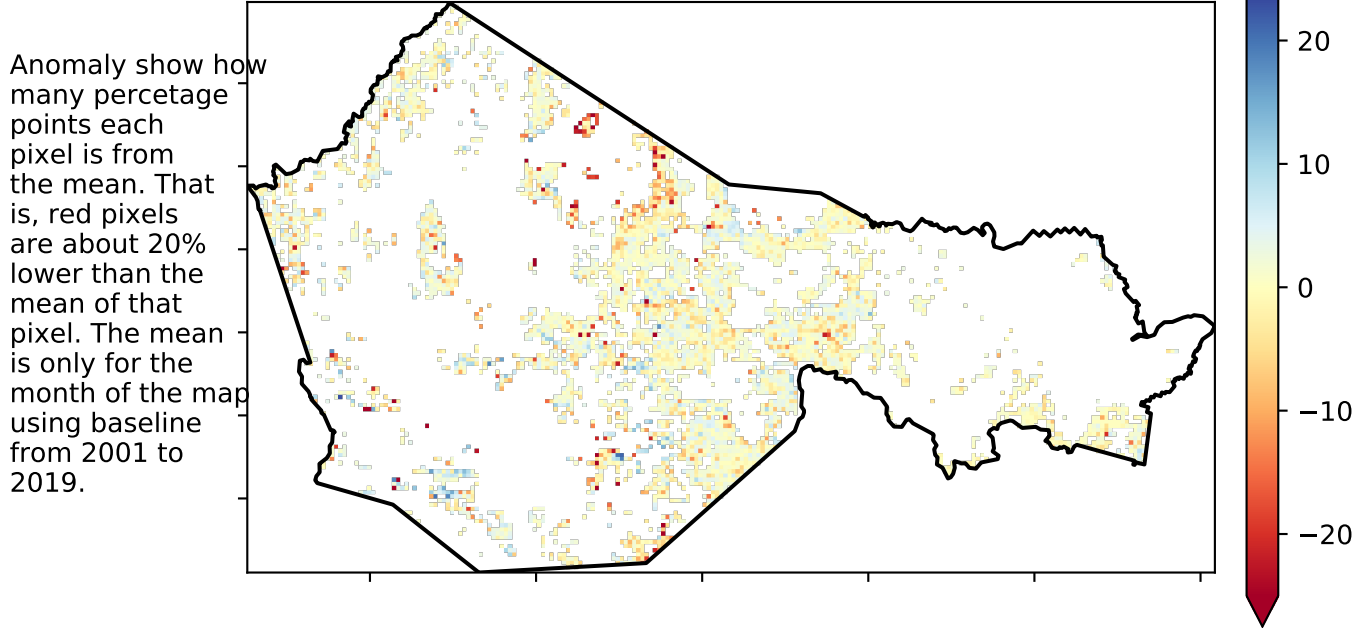 Anomaly show how
many percetage
points each
pixel is from
the mean. That
is, red pixels
are about 20%
lower than the
mean of that
pixel. The mean
is only for the
month of the map
using baseline
from 2001 to
2019.
20
10
0
−10
−20